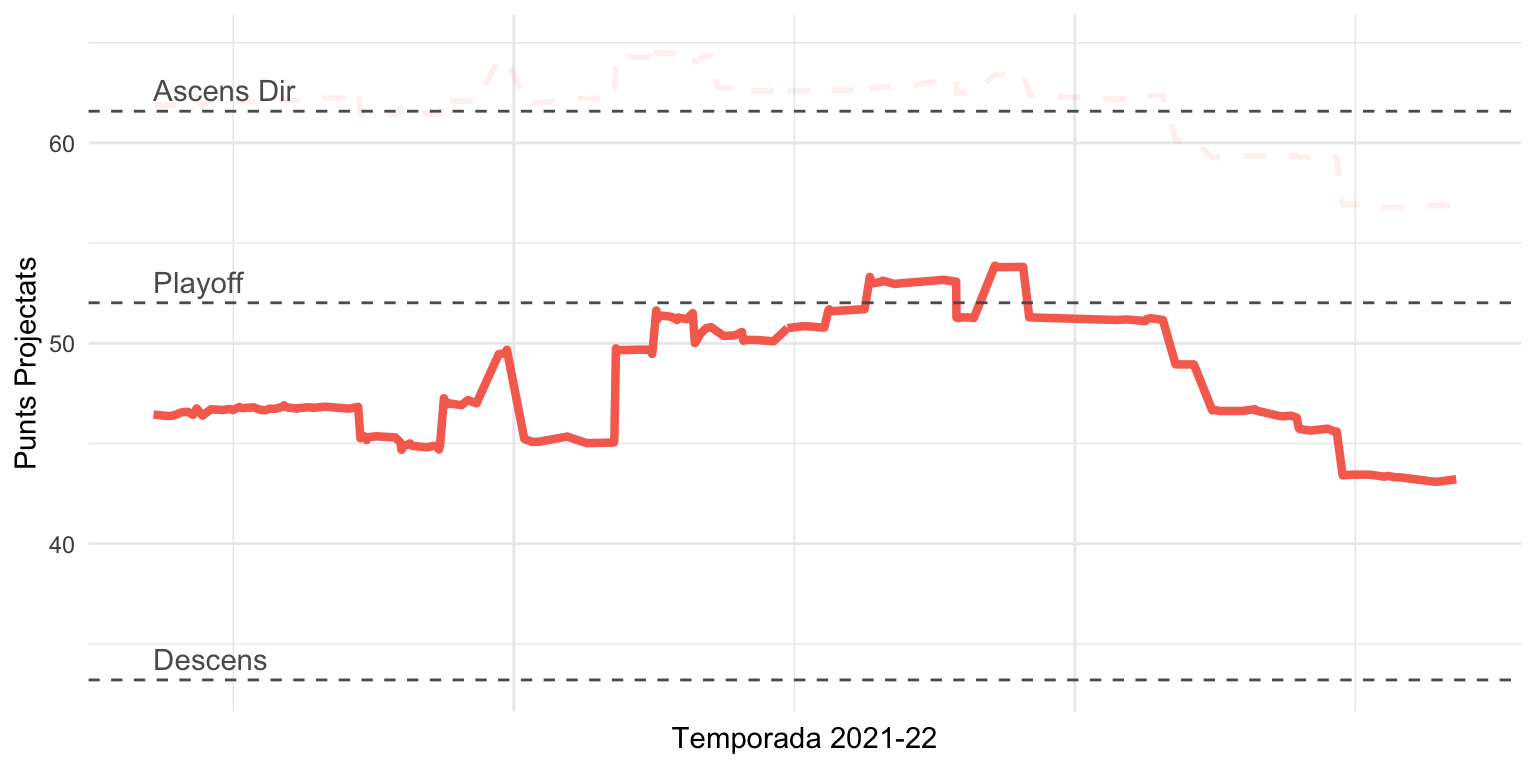 Ascens Dir
60
Playoff
50
Punts Projectats
40
Descens
Temporada 2021-22